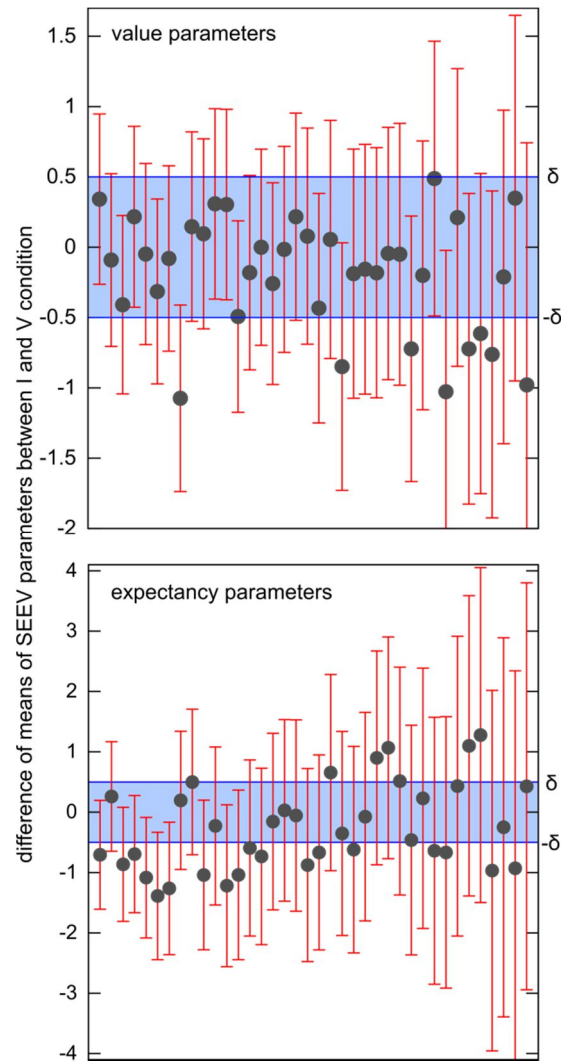 difference of means of SEEV parameters between I and V condition
value parameters
1.5
1
0.5
δ
0
-0.5
-δ
-1
-1.5
-2
expectancy parameters
4
3
2
1
δ
0
-δ
-1
-2
-3
-4